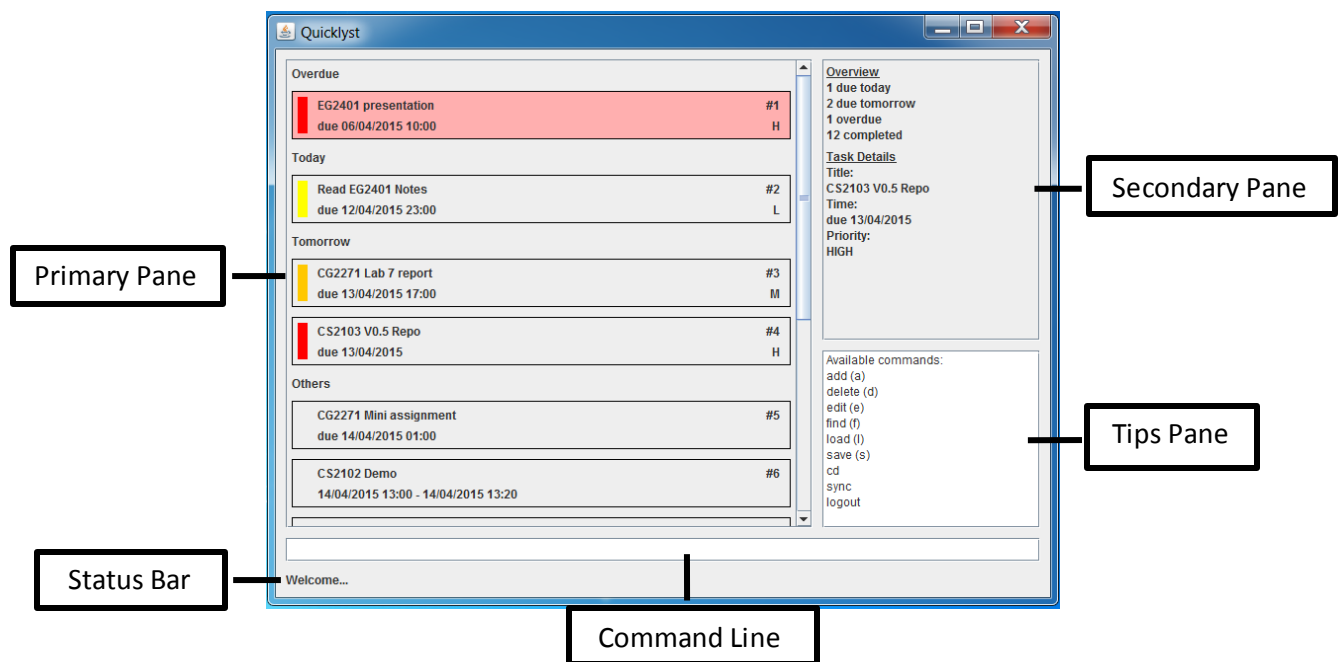 Quicklyst
Overdue
EG2401 presentation #1
due 06/04/2015 10:00 H
Today
Read EG2401 Notes #2
due 12/04/2015 23:00 L
Tomorrow
CG2271 Lab 7 report #3
due 13/04/2015 17:00 M
CS2103 V0.5 Repo #4
due 13/04/2015 H
Others
CG2271 Mini assignment #5
due 14/04/2015 01:00
CS2102 Demo #6
14/04/2015 13:00 - 14/04/2015 13:20
Overview
1 due today
2 due tomorrow
1 overdue
12 completed
Task Details
Title:
CS2103 V0.5 Repo
Time:
due 13/04/2015
Priority:
HIGH
Available commands:
add (a)
delete (d)
edit (e)
find (f)
load (l)
save (s)
cd
sync
logout
Welcome...
Primary Pane
Secondary Pane
Tips Pane
Status Bar
Command Line